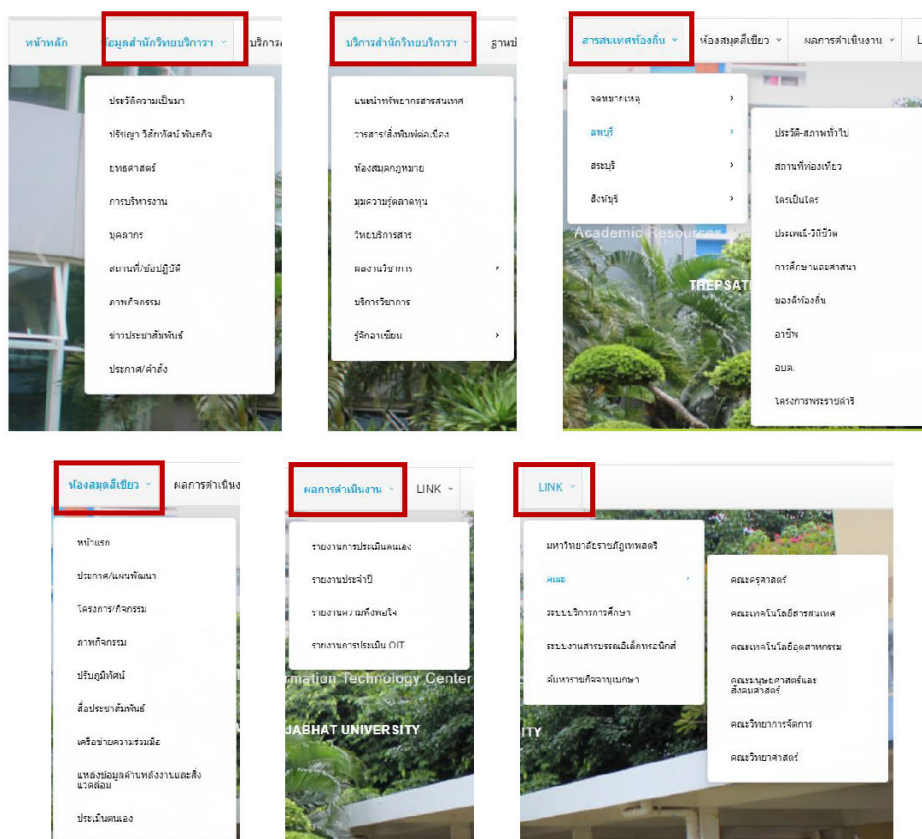 หน้าหลัก
ข้อมูลสำนักวิทยบริการฯ
ประวัติความเป็นมา
ปรัชญา วิสัยทัศน์ พันธกิจ
ยุทธศาสตร์
การบริหารงาน
บุคลากร
สถานที่/ข้อปฏิบัติ
ภาพกิจกรรม
ข่าวประชาสัมพันธ์
ประกาศ/คำสั่ง
บริการสำนักวิทยบริการฯ
แนะนำทรัพยากรสารสนเทศ
วารสาร/สิ่งพิมพ์ต่อเนื่อง
ห้องสมุดกฎหมาย
มุมความรู้ตลาดทุน
วิทยบริการสาร
ผลงานวิชาการ
บริการวิชาการ
รู้จักอาเซียน
สารสนเทศท้องถิ่น
ห้องสมุดสีเขียว
ผลการดำเนินงาน
จดหมายเหตุ
ลพบุรี
สระบุรี
สิงห์บุรี
ประวัติ-สภาพทั่วไป
สถานที่ท่องเที่ยว
ใครเป็นใคร
ประเพณี-วิถีชีวิต
การศึกษาและศาสนา
ของดีท้องถิ่น
อาชีพ
อบต.
โครงการพระราชดำริ
Academic Resources
THEPSAT
ห้องสมุดสีเขียว
ผลการดำเนินง
หน้าแรก
ประกาศ/แผนพัฒนา
โครงการ/กิจกรรม
ภาพกิจกรรม
ปรับภูมิทัศน์
สื่อประชาสัมพันธ์
เครือข่ายความร่วมมือ
แหล่งข้อมูลด้านพลังงานและสิ่ง
แวดล้อม
ประเมินตนเอง
ผลการดำเนินงาน
LINK
รายงานการประเมินตนเอง
รายงานประจำปี
รายงานความพึงพอใจ
รายงานการประเมิน OIT
rmation Technology Center
JABHAT UNIVERSITY
LINK
มหาวิทยาลัยราชภัฏเทพสตรี
คณะ
ระบบบริการการศึกษา
ระบบงานสารบรรณอิเล็กทรอนิกส์
ค้นหาราชกิจจานุเบกษา
คณะครุศาสตร์
คณะเทคโนโลยีสารสนเทศ
คณะเทคโนโลยีอุตสาหกรรม
คณะมนุษยศาสตร์และ
สังคมศาสตร์
คณะวิทยาการจัดการ
คณะวิทยาศาสตร์
ITY